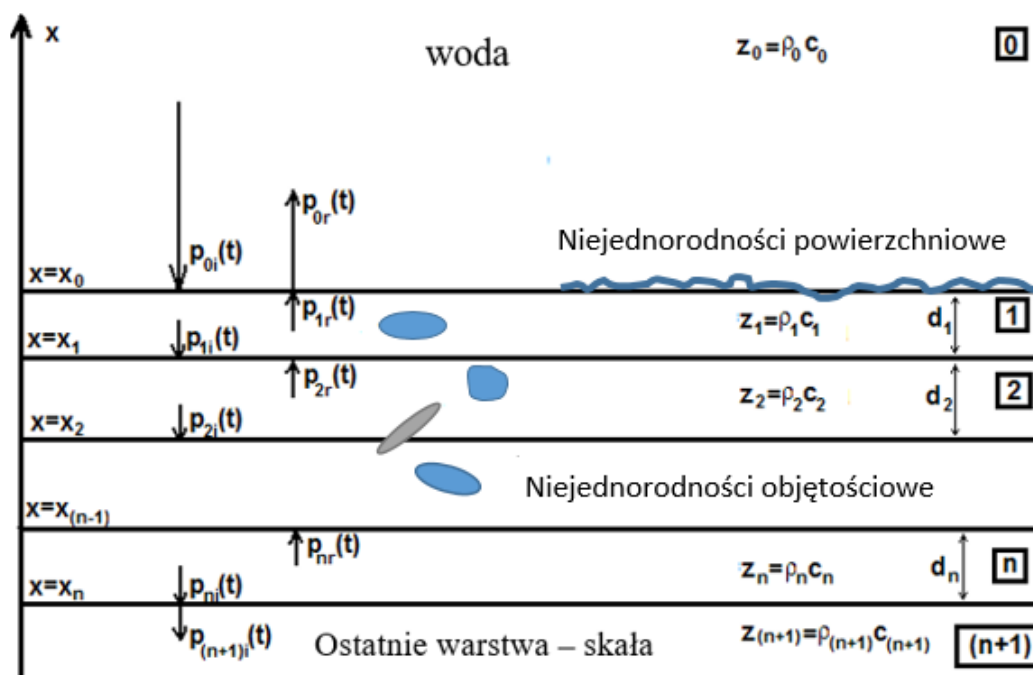 x
woda
z₀=ρ₀c₀
0
p₀ᵣ(t)
p₀ᵢ(t)
Niejednorodności powierzchniowe
x=x₀
p₁ᵣ(t)
z₁=ρ₁c₁
d₁
1
x=x₁
p₁ᵢ(t)
p₂ᵣ(t)
z₂=ρ₂c₂
d₂
2
x=x₂
p₂ᵢ(t)
Niejednorodności objętościowe
x=x₍ₙ₋₁₎
pₙᵣ(t)
zₙ=ρₙcₙ
dₙ
n
x=xₙ
pₙᵢ(t)
p₍ₙ₊₁₎ᵢ(t)
Ostatnie warstwa – skała
z₍ₙ₊₁₎=ρ₍ₙ₊₁₎c₍ₙ₊₁₎
(n+1)